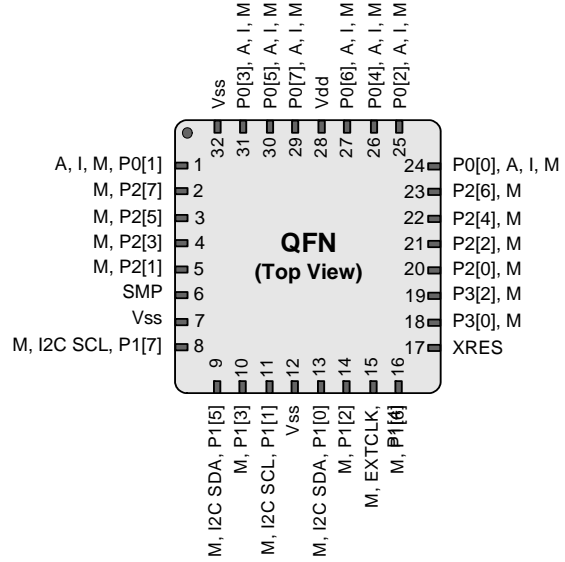 Vss
P0[3], A, I, M
P0[5], A, I, M
P0[7], A, I, M
Vdd
P0[6], A, I, M
P0[4], A, I, M
P0[2], A, I, M
32
31
30
29
28
27
26
25
A, I, M, P0[1] 1
M, P2[7] 2
M, P2[5] 3
M, P2[3] 4
M, P2[1] 5
SMP 6
Vss 7
M, I2C SCL, P1[7] 8
QFN
(Top View)
24 P0[0], A, I, M
23 P2[6], M
22 P2[4], M
21 P2[2], M
20 P2[0], M
19 P3[2], M
18 P3[0], M
17 XRES
9
10
11
12
13
14
15
16
M, I2C SDA, P1[5]
M, P1[3]
M, I2C SCL, P1[1]
Vss
M, I2C SDA, P1[0]
M, P1[2]
M, EXTCLK,
P1[4]
M, P1[6]